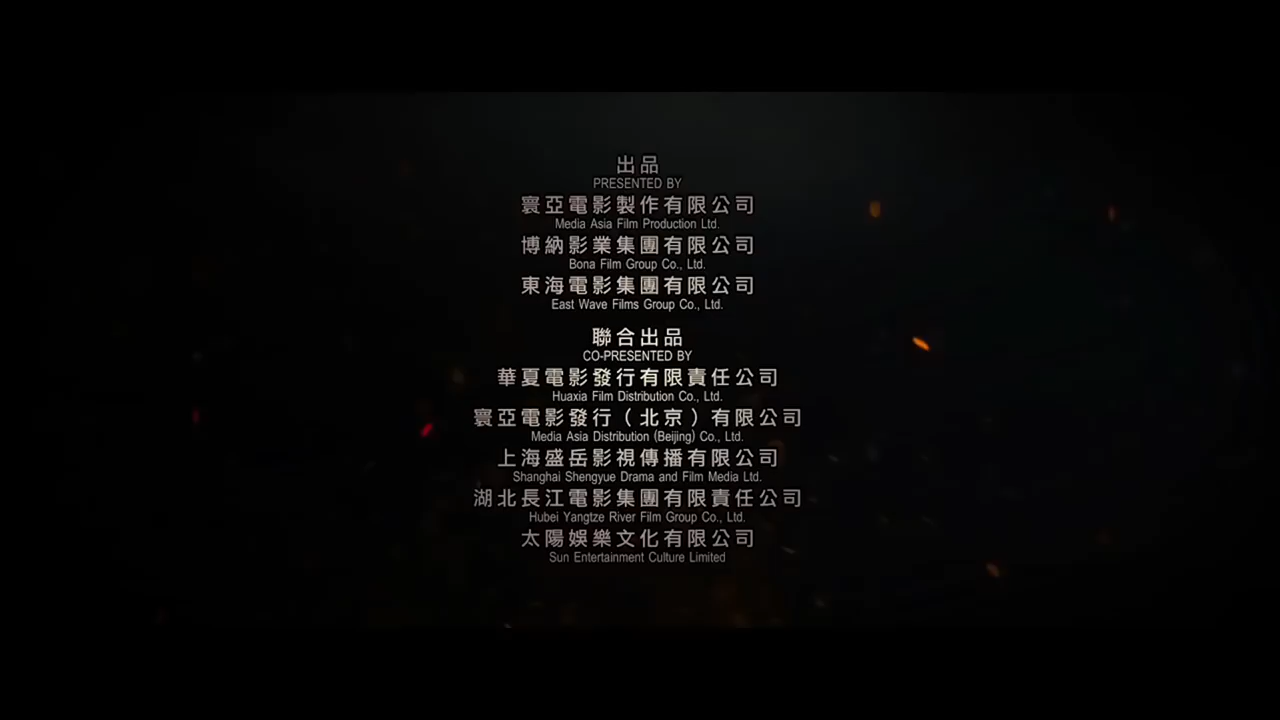 出品
PRESENTED BY
寰亞電影製作有限公司
Media Asia Film Production Ltd.
博納影業集團有限公司
Bona Film Group Co., Ltd.
東海電影集團有限公司
East Wave Films Group Co., Ltd.
聯合出品
CO-PRESENTED BY
華夏電影發行有限責任公司
Huaxia Film Distribution Co., Ltd.
寰亞電影發行（北京）有限公司
Media Asia Distribution (Beijing) Co., Ltd.
上海盛岳影視傳播有限公司
Shanghai Shengyue Drama and Film Media Ltd.
湖北長江電影集團有限責任公司
Hubei Yangtze River Film Group Co., Ltd.
太陽娛樂文化有限公司
Sun Entertainment Culture Limited